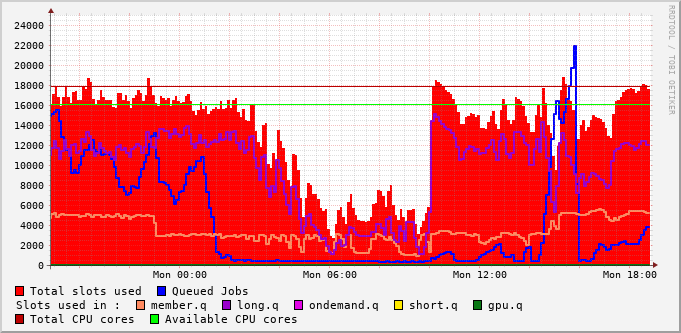 24000
22000
20000
18000
16000
14000
12000
10000
8000
6000
4000
2000
0
Mon 00:00 Mon 06:00 Mon 12:00 Mon 18:00
RRDTOOL / TOBI OETIKER
Total slots used Queued Jobs
Slots used in : member.q long.q ondemand.q short.q gpu.q
Total CPU cores Available CPU cores